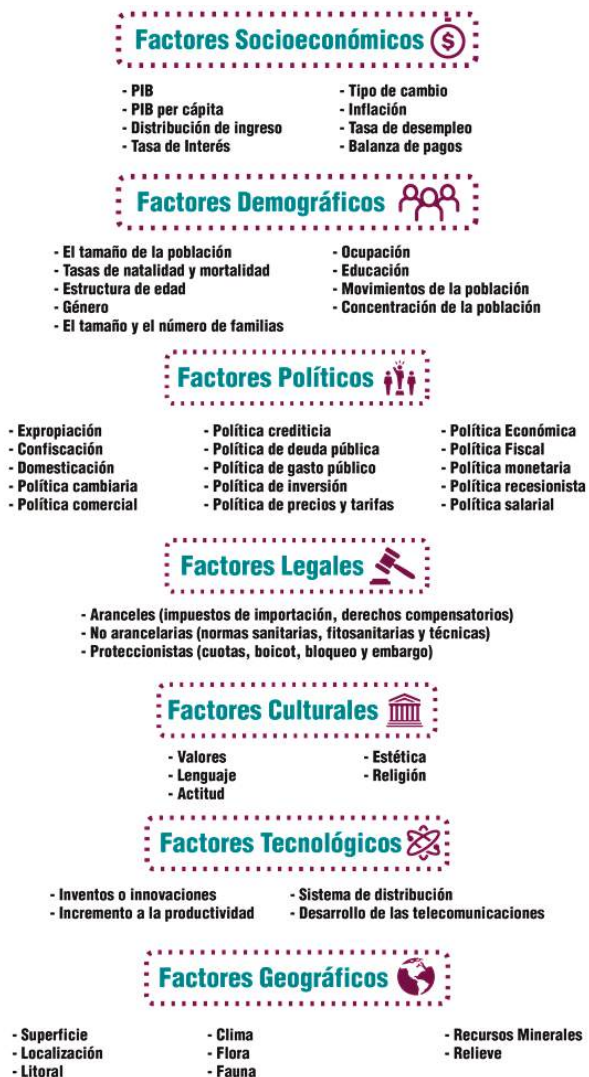 Factores Socioeconómicos
- PIB
- PIB per cápita
- Distribución de ingreso
- Tasa de Interés
- Tipo de cambio
- Inflación
- Tasa de desempleo
- Balanza de pagos
Factores Demográficos
- El tamaño de la población
- Tasas de natalidad y mortalidad
- Estructura de edad
- Género
- El tamaño y el número de familias
- Ocupación
- Educación
- Movimientos de la población
- Concentración de la población
Factores Políticos
- Expropiación
- Confiscación
- Domesticación
- Política cambiaria
- Política comercial
- Política crediticia
- Política de deuda pública
- Política de gasto público
- Política de inversión
- Política de precios y tarifas
- Política Económica
- Política Fiscal
- Política monetaria
- Política recesionista
- Política salarial
Factores Legales
- Aranceles (impuestos de importación, derechos compensatorios)
- No arancelarias (normas sanitarias, fitosanitarias y técnicas)
- Proteccionistas (cuotas, boicot, bloqueo y embargo)
Factores Culturales
- Valores
- Lenguaje
- Actitud
- Estética
- Religión
Factores Tecnológicos
- Inventos o innovaciones
- Incremento a la productividad
- Sistema de distribución
- Desarrollo de las telecomunicaciones
Factores Geográficos
- Superficie
- Localización
- Litoral
- Clima
- Flora
- Fauna
- Recursos Minerales
- Relieve